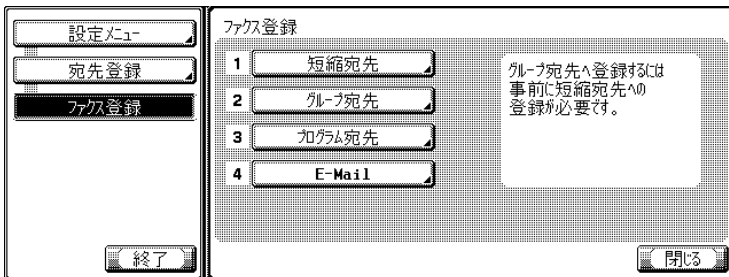 設定メニュー
宛先登録
ファクス登録
終了
ファクス登録
1 短縮宛先
2 グループ宛先
3 プログラム宛先
4 E-Mail
グループ宛先へ登録するには
事前に短縮宛先への
登録が必要です。
閉じる